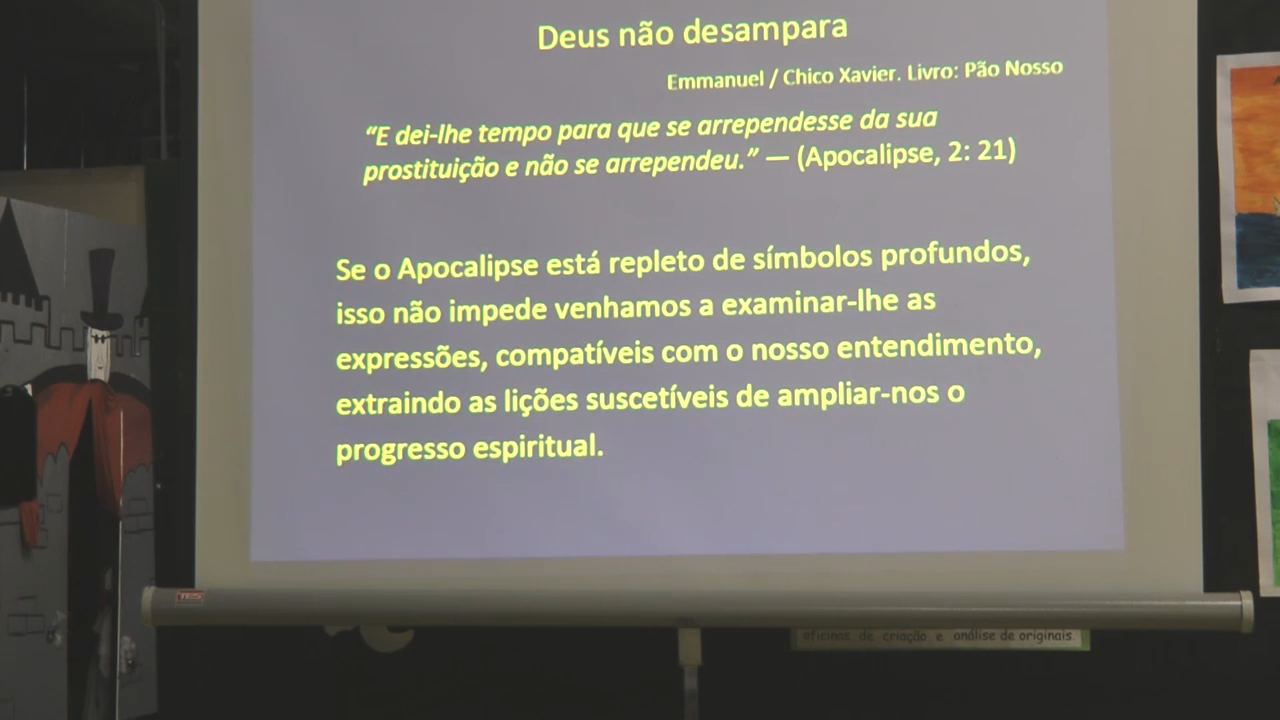 Deus não desampara
Emmanuel / Chico Xavier. Livro: Pão Nosso
“E dei-lhe tempo para que se arrependesse da sua
prostituição e não se arrependeu.” — (Apocalipse, 2: 21)
Se o Apocalipse está repleto de símbolos profundos,
isso não impede venhamos a examinar-lhe as
expressões, compatíveis com o nosso entendimento,
extraindo as lições suscetíveis de ampliar-nos o
progresso espiritual.
TES
oficinas de criação e análise de originais.